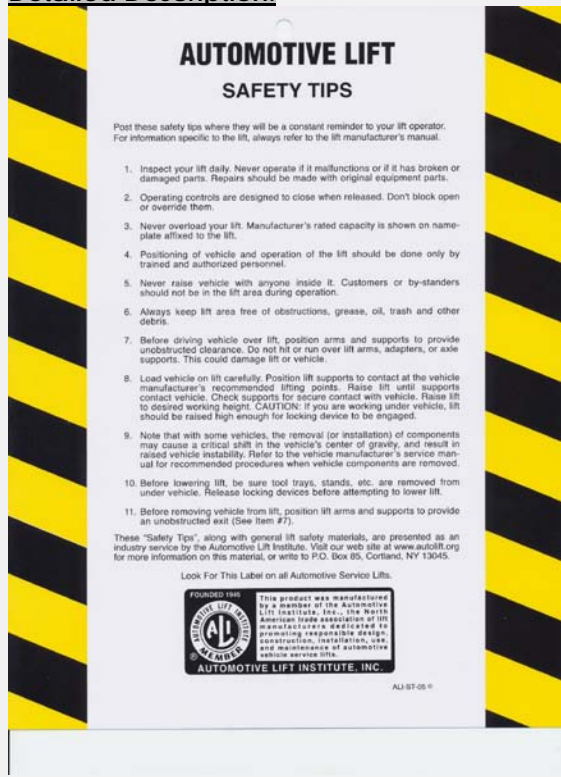 Detailed Description:
AUTOMOTIVE LIFT
SAFETY TIPS
Post these safety tips where they will be a constant reminder to your lift operator.
For information specific to the lift, always refer to the lift manufacturer's manual.
1. Inspect your lift daily. Never operate if it malfunctions or if it has broken or
damaged parts. Repairs should be made with original equipment parts.
2. Operating controls are designed to close when released. Don't block open
or override them.
3. Never overload your lift. Manufacturer's rated capacity is shown on name-
plate affixed to the lift.
4. Positioning of vehicle and operation of the lift should be done only by
trained and authorized personnel.
5. Never raise vehicle with anyone inside it. Customers or by-standers
should not be in the lift area during operation.
6. Always keep lift area free of obstructions, grease, oil, trash and other
debris.
7. Before driving vehicle over lift, position arms and supports to provide
unobstructed clearance. Do not hit or run over lift arms, adapters, or axle
supports. This could damage lift or vehicle.
8. Load vehicle on lift carefully. Position lift supports to contact at the vehicle
manufacturer's recommended lifting points. Raise lift until supports
contact vehicle. Check supports for secure contact with vehicle. Raise lift
to desired working height. CAUTION: If you are working under vehicle, lift
should be raised high enough for locking device to be engaged.
9. Note that with some vehicles, the removal (or installation) of components
may cause a critical shift in the vehicle's center of gravity, and result in
raised vehicle instability. Refer to the vehicle manufacturer's service man-
ual for recommended procedures when vehicle components are removed.
10. Before lowering lift, be sure tool trays, stands, etc. are removed from
under vehicle. Release locking devices before attempting to lower lift.
11. Before removing vehicle from lift, position lift arms and supports to provide
an unobstructed exit (See Item #7).
These "Safety Tips", along with general lift safety materials, are presented as an
industry service by the Automotive Lift Institute. Visit our web site at www.autolift.org
for more information on this material, or write to P.O. Box 85, Cortland, NY 13045.
Look For This Label on all Automotive Service Lifts.
FOUNDED 1945
AUTOMOTIVE LIFT INSTITUTE
ALI
MEMBER
®
This product was manufactured
by a member of the Automotive
Lift Institute, Inc., the North
American trade association of lift
manufacturers dedicated to
promoting responsible design,
construction, installation, use,
and maintenance of automotive
vehicle service lifts.
AUTOMOTIVE LIFT INSTITUTE, INC.
ALI-ST-05 ©